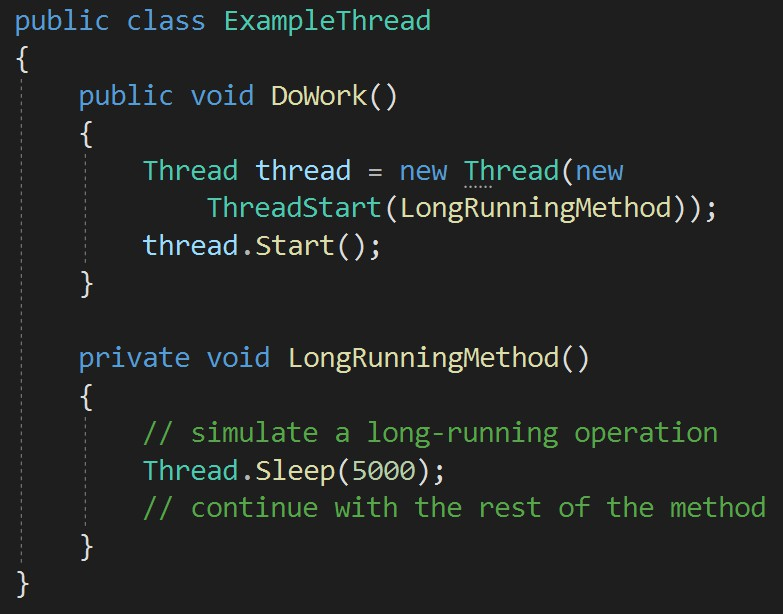 public class ExampleThread
{
    public void DoWork()
    {
        Thread thread = new Thread(new
            ThreadStart(LongRunningMethod));
        thread.Start();
    }

    private void LongRunningMethod()
    {
        // simulate a long-running operation
        Thread.Sleep(5000);
        // continue with the rest of the method
    }
}